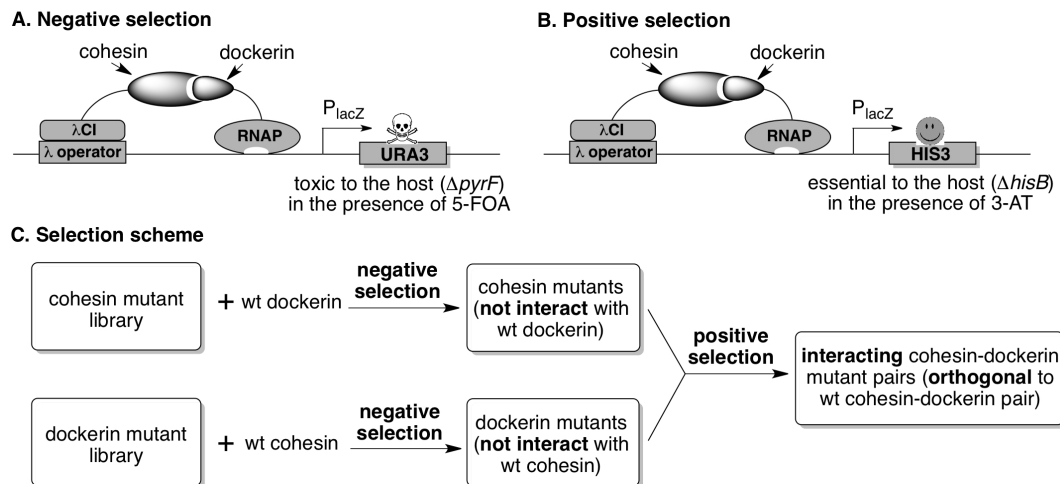 A. Negative selection
cohesin
dockerin
λCI
λ operator
RNAP
PlacZ
URA3
toxic to the host (ΔpyrF)
in the presence of 5-FOA
B. Positive selection
cohesin
dockerin
λCI
λ operator
RNAP
PlacZ
HIS3
essential to the host (ΔhisB)
in the presence of 3-AT
C. Selection scheme
cohesin mutant
library
+ wt dockerin
negative
selection
cohesin mutants
(not interact with
wt dockerin)
dockerin mutant
library
+ wt cohesin
negative
selection
dockerin mutants
(not interact with
wt cohesin)
positive
selection
interacting cohesin-dockerin
mutant pairs (orthogonal to
wt cohesin-dockerin pair)